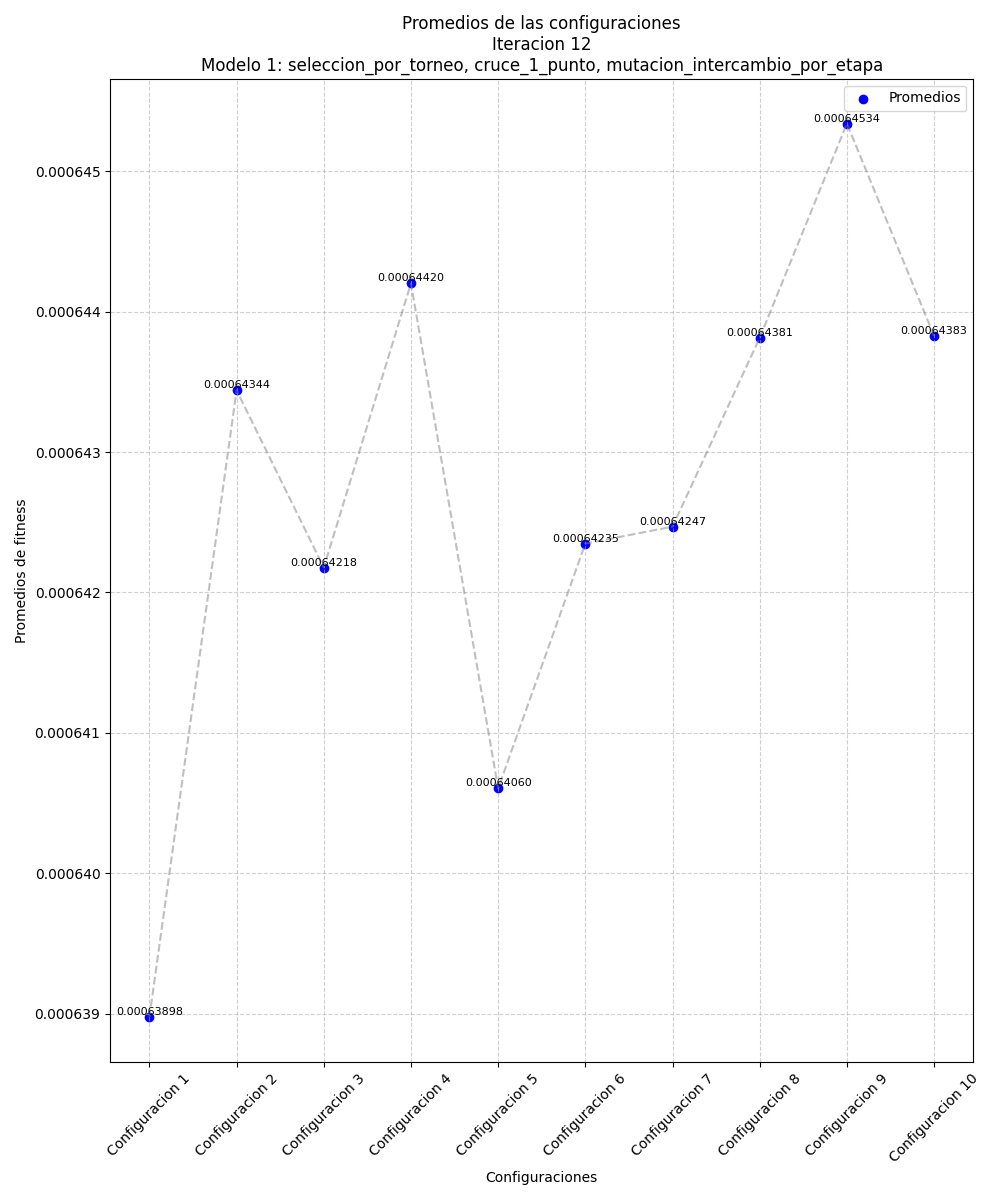 Promedios de las configuraciones
Iteracion 12
Modelo 1: seleccion_por_torneo, cruce_1_punto, mutacion_intercambio_por_etapa
Promedios
0.00064534
0.000645
0.00064420
0.000644
0.00064381
0.00064383
0.00064344
0.000643
0.00064247
0.00064235
0.00064218
0.000642
0.000641
0.00064060
0.000640
0.000639
0.00063898
Promedios de fitness
Configuracion 1
Configuracion 2
Configuracion 3
Configuracion 4
Configuracion 5
Configuracion 6
Configuracion 7
Configuracion 8
Configuracion 9
Configuracion 10
Configuraciones